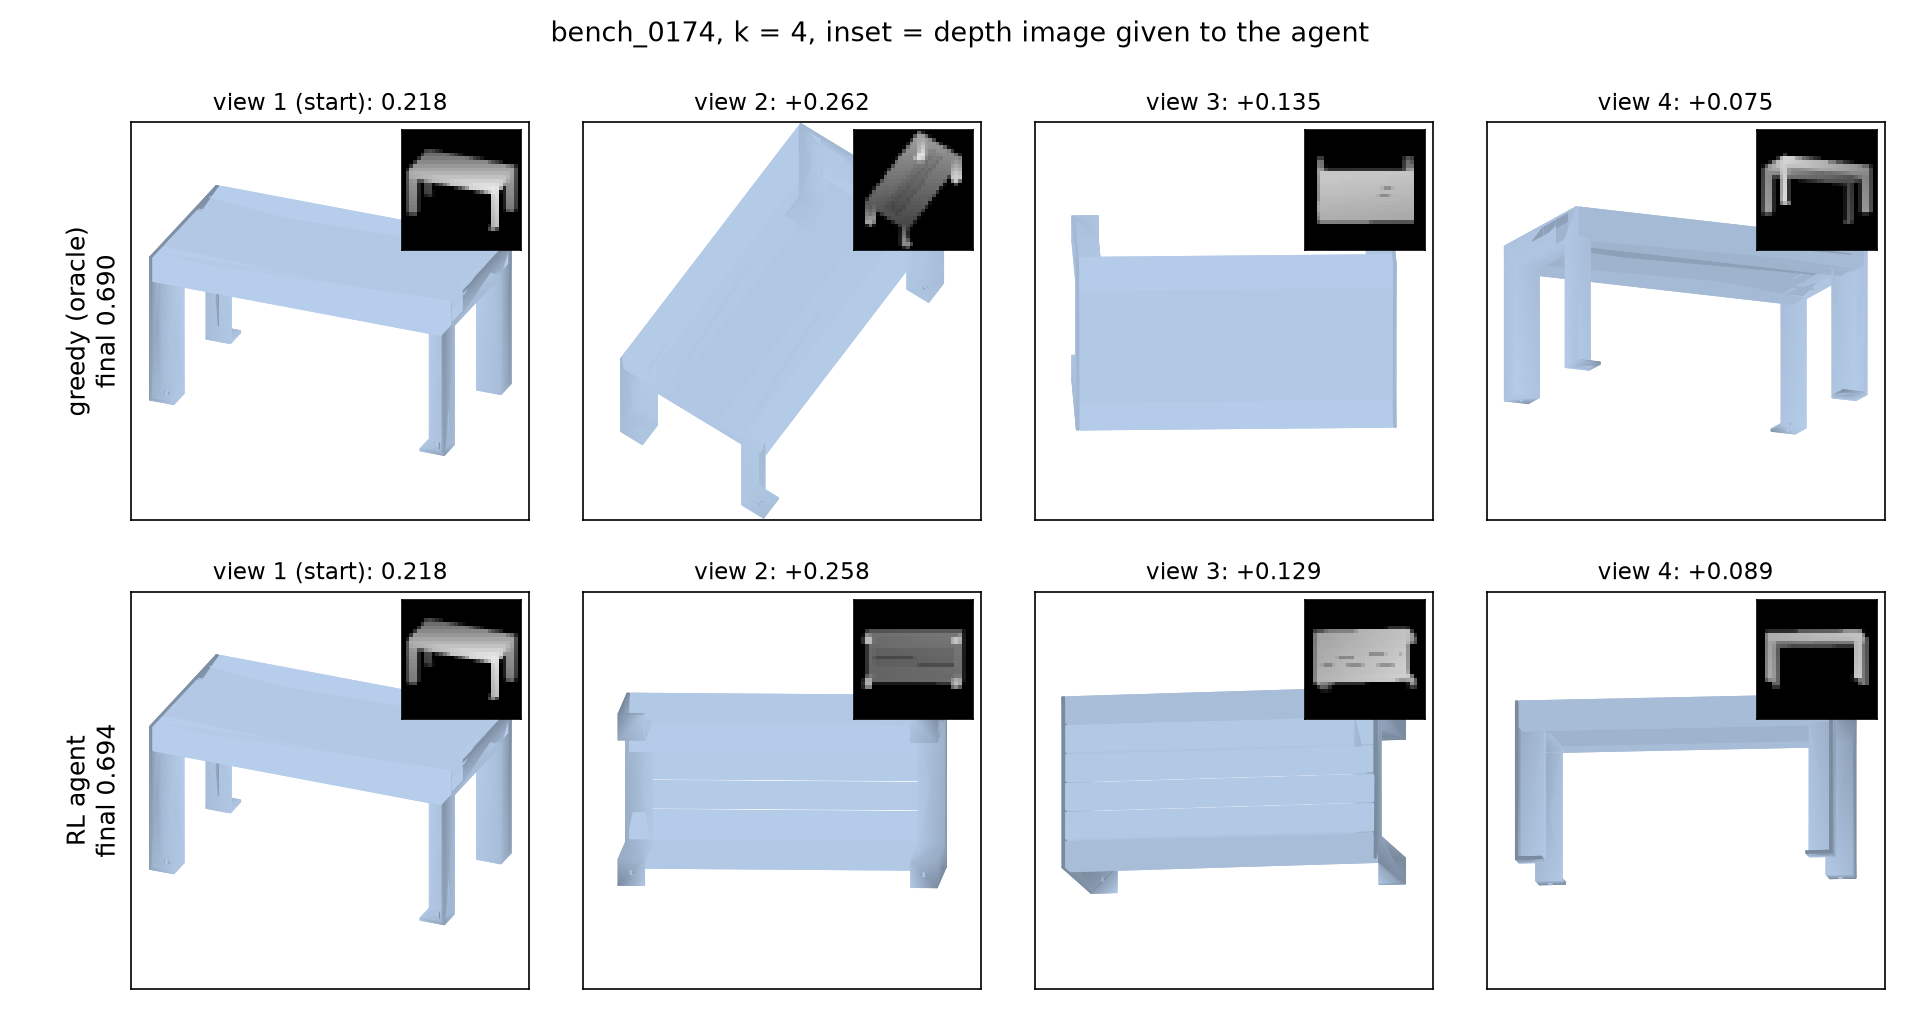 bench_0174, k = 4, inset = depth image given to the agent
greedy (oracle)
final 0.690
view 1 (start): 0.218
view 2: +0.262
view 3: +0.135
view 4: +0.075
RL agent
final 0.694
view 1 (start): 0.218
view 2: +0.258
view 3: +0.129
view 4: +0.089